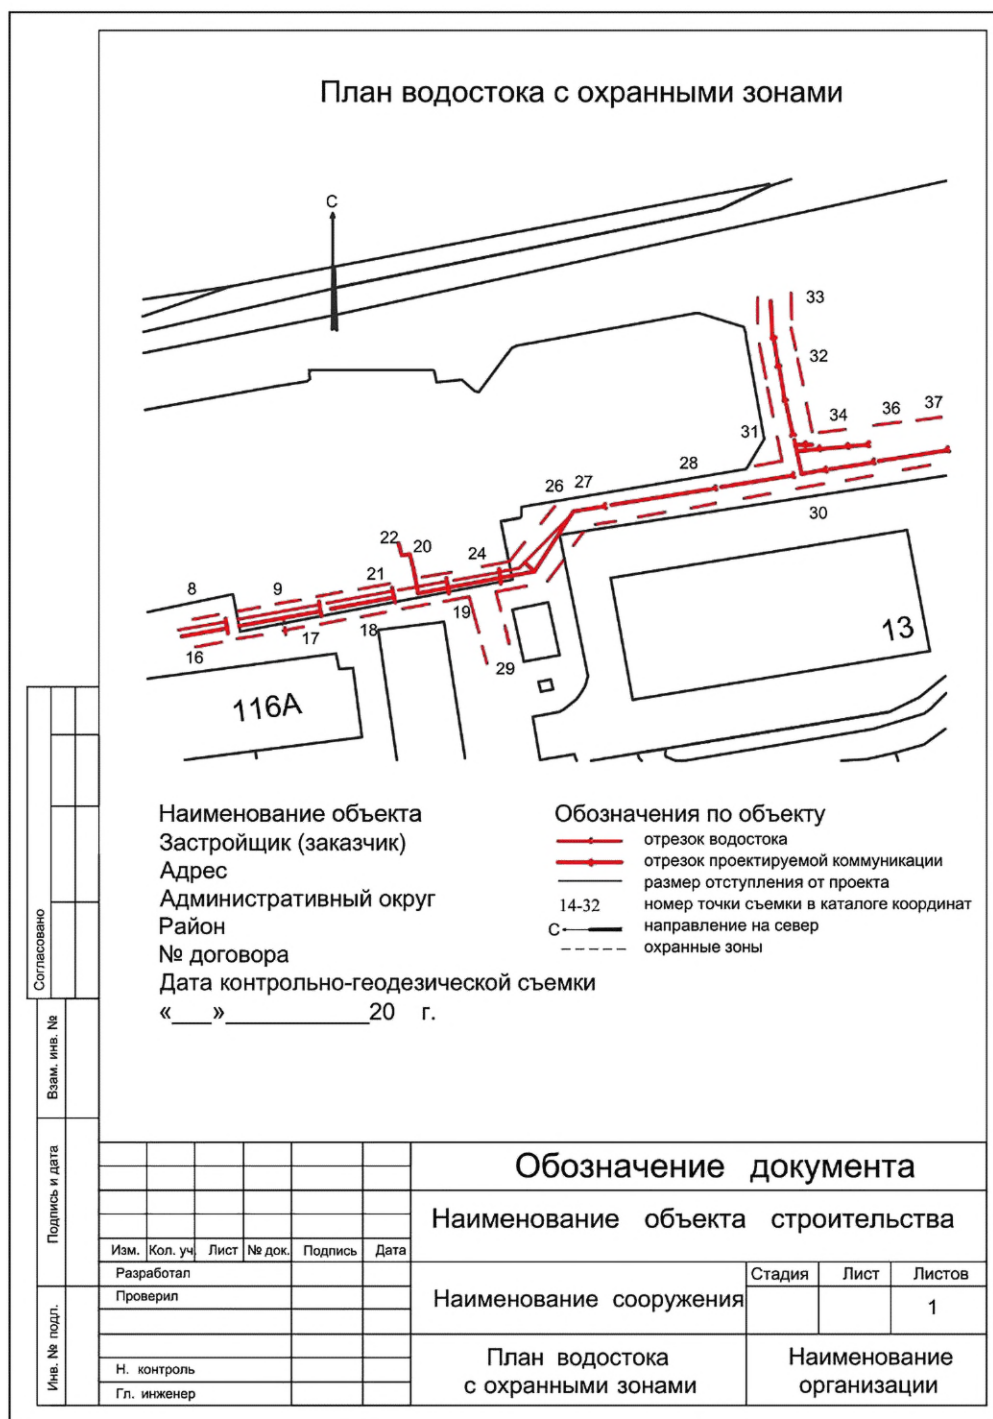 План водостока с охранными зонами
С
33
32
34
36
37
31
28
26
27
30
22
20
24
21
8
9
19
18
17
16
29
13
116А
Наименование объекта
Застройщик (заказчик)
Адрес
Административный округ
Район
№ договора
Дата контрольно-геодезической съемки
«___»____________20 г.
Обозначения по объекту
отрезок водостока
отрезок проектируемой коммуникации
размер отступления от проекта
14-32 номер точки съемки в каталоге координат
С направление на север
охранные зоны
Согласовано
Взам. инв. №
Подпись и дата
Инв. № подл.
Обозначение документа
Наименование объекта строительства
Изм. Кол. уч. Лист № док. Подпись Дата
Разработал
Проверил
Н. контроль
Гл. инженер
Наименование сооружения
Стадия Лист Листов
1
План водостока
с охранными зонами
Наименование
организации